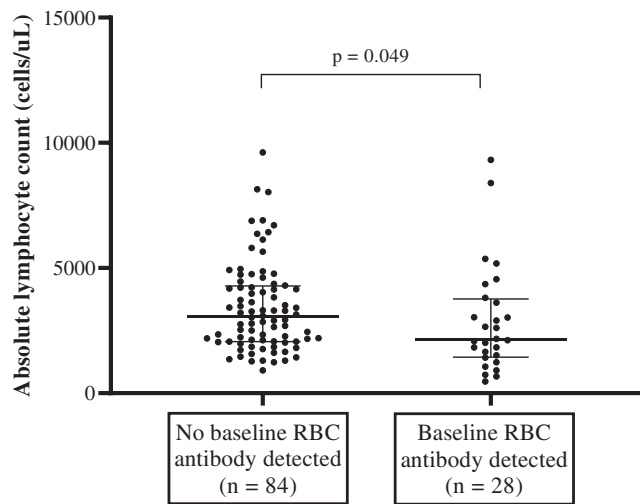 15000
p = 0.049
10000
5000
0
Absolute lymphocyte count (cells/uL)
No baseline RBC
antibody detected
(n = 84)
Baseline RBC
antibody detected
(n = 28)